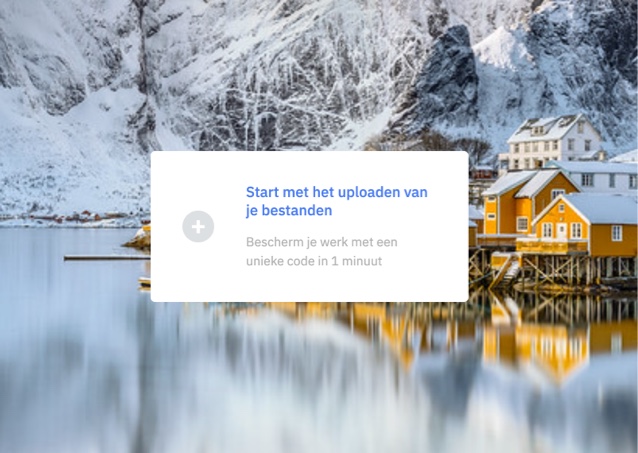 Start met het uploaden van
je bestanden
Bescherm je werk met een
unieke code in 1 minuut